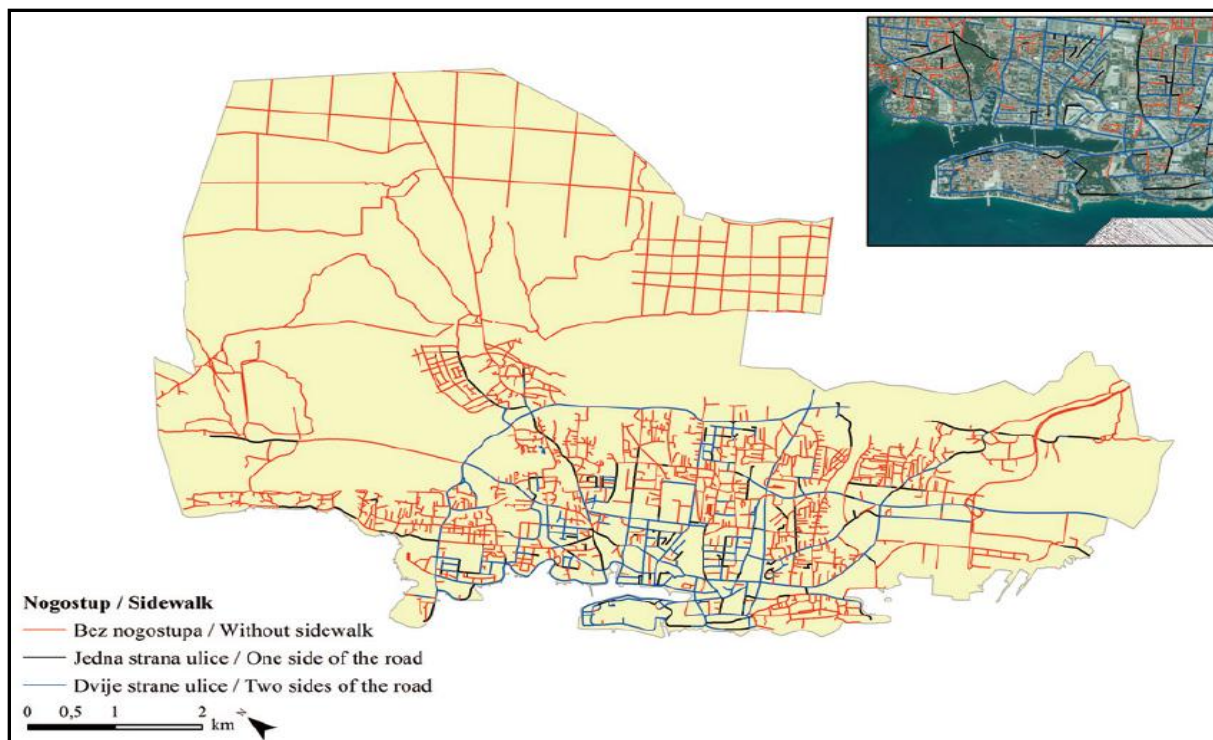 Nogostup / Sidewalk
Bez nogostupa / Without sidewalk
Jedna strana ulice / One side of the road
Dvije strane ulice / Two sides of the road
0 0,5 1 2
km
N